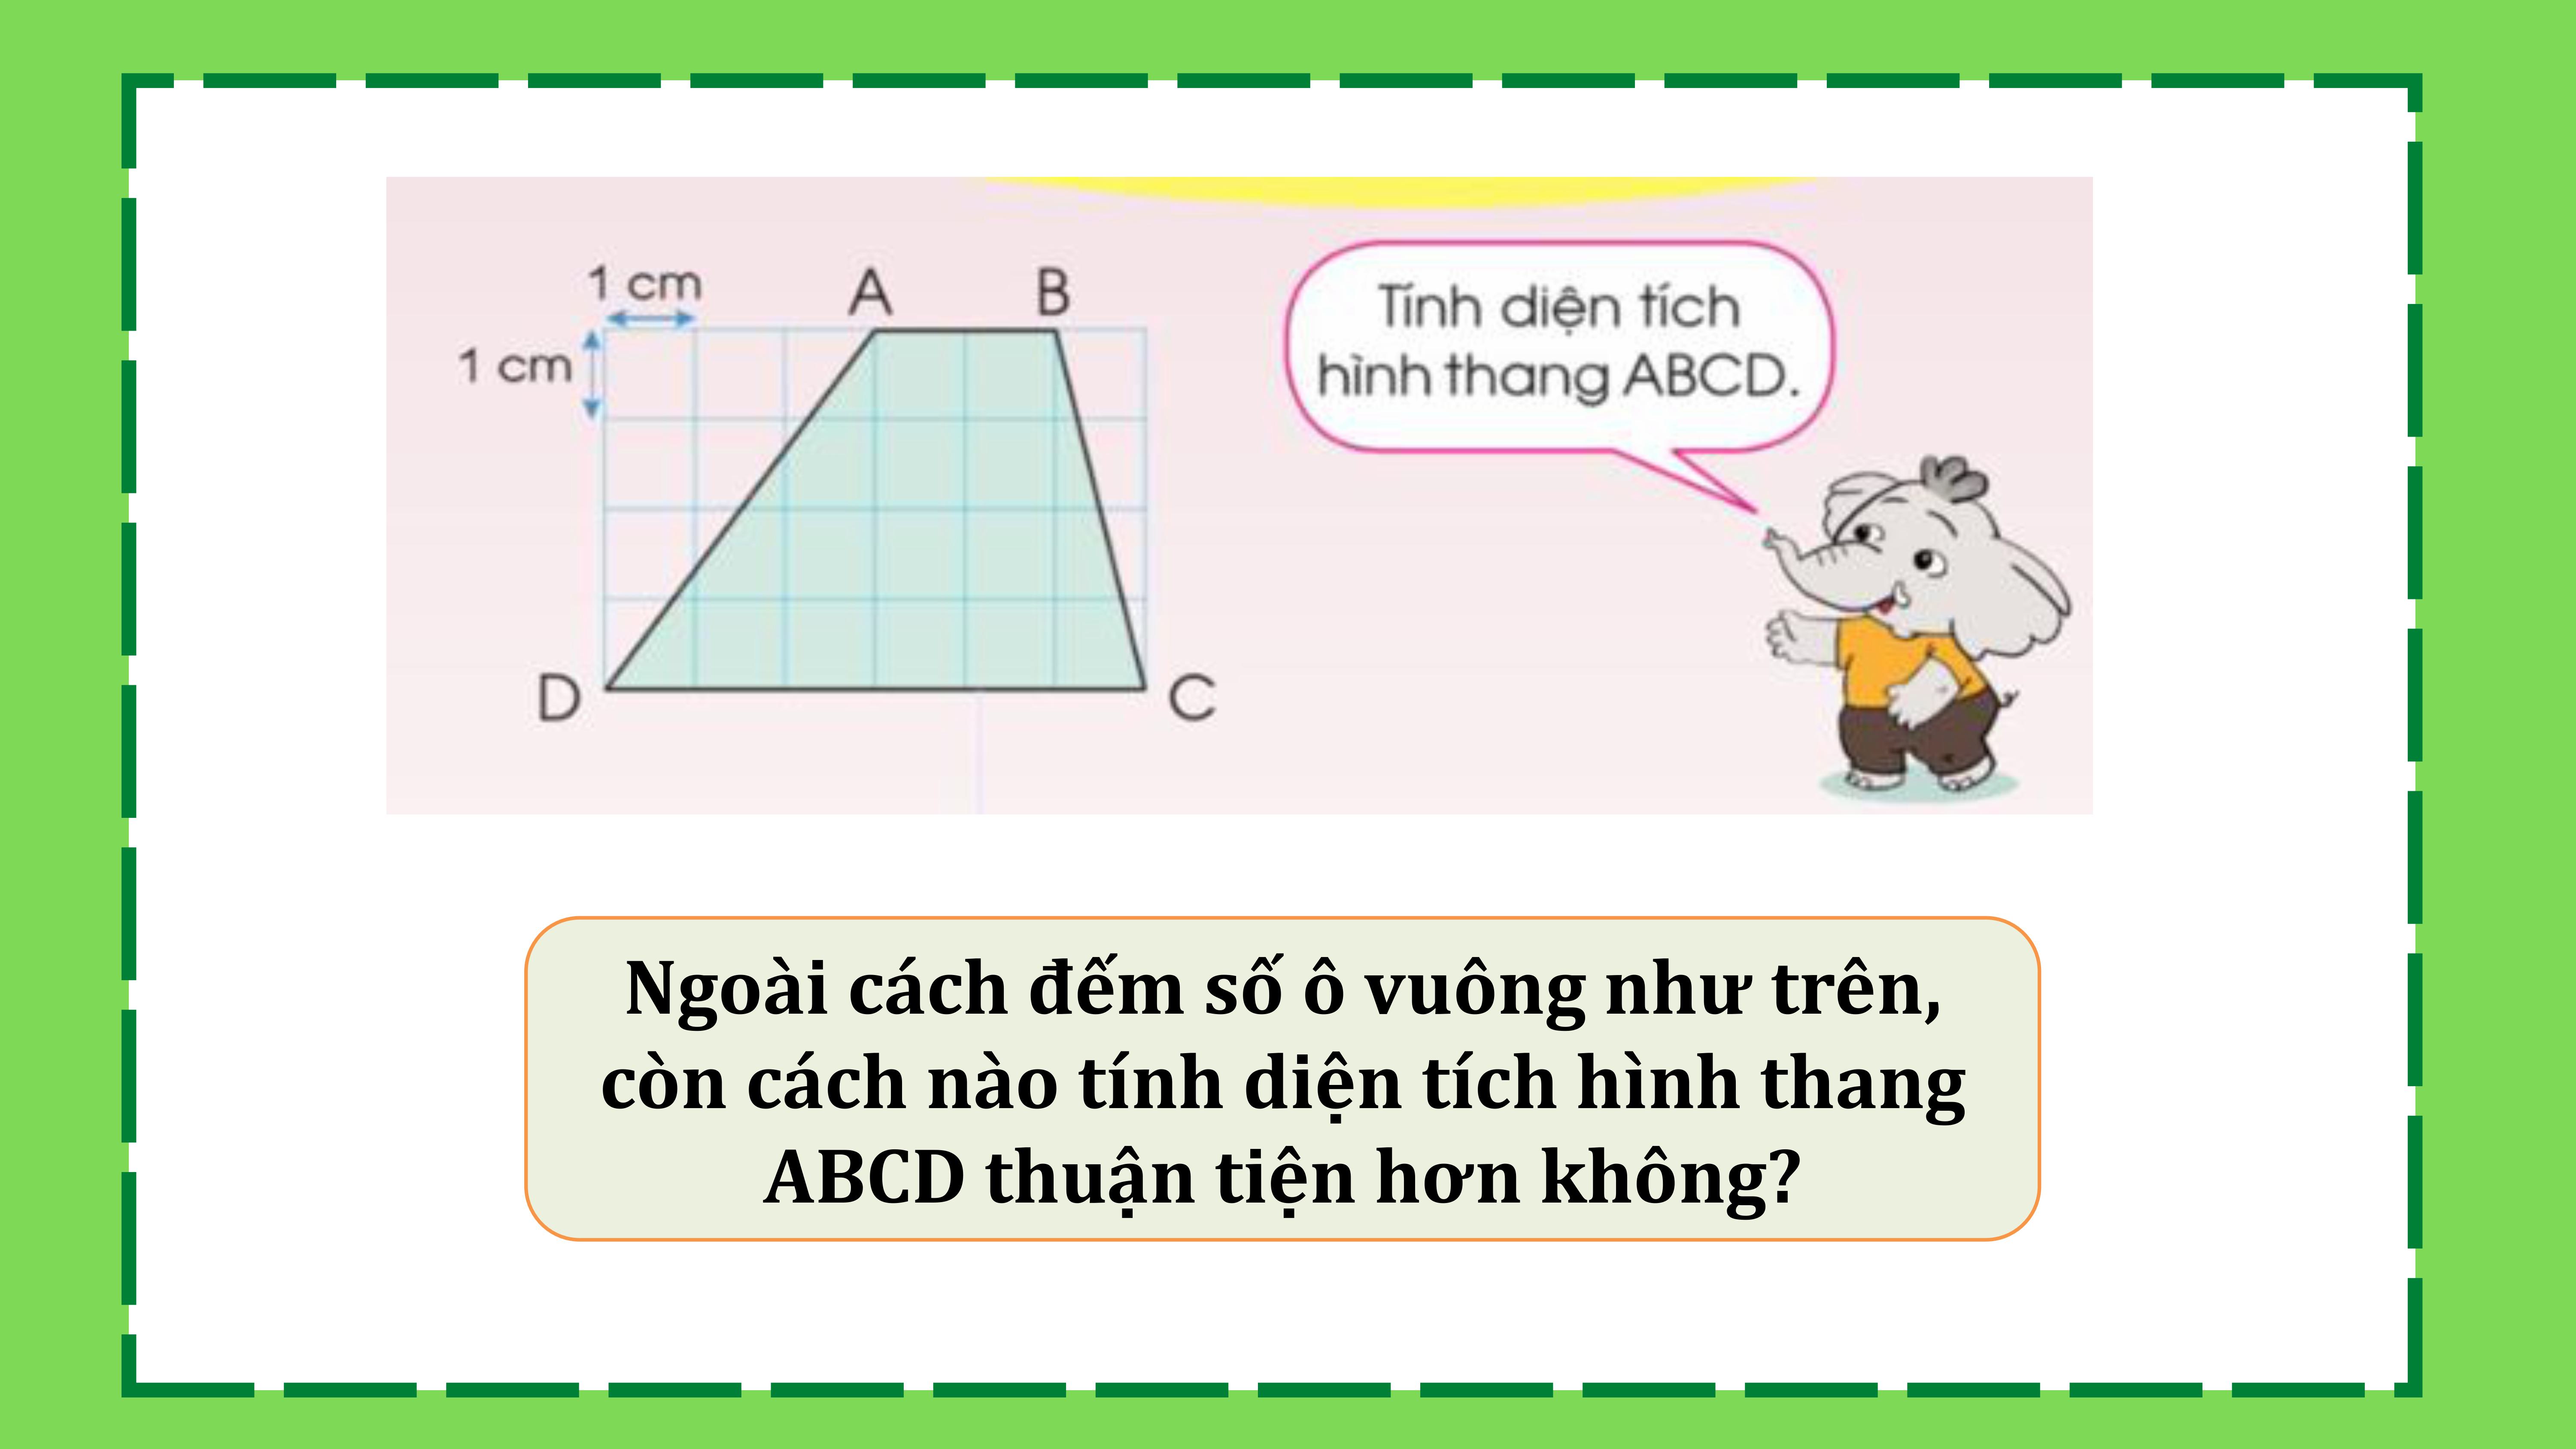 1 cm
A
B
1 cm
D
C
Tính diện tích
hình thang ABCD.
Ngoài cách đếm số ô vuông như trên,
còn cách nào tính diện tích hình thang
ABCD thuận tiện hơn không?